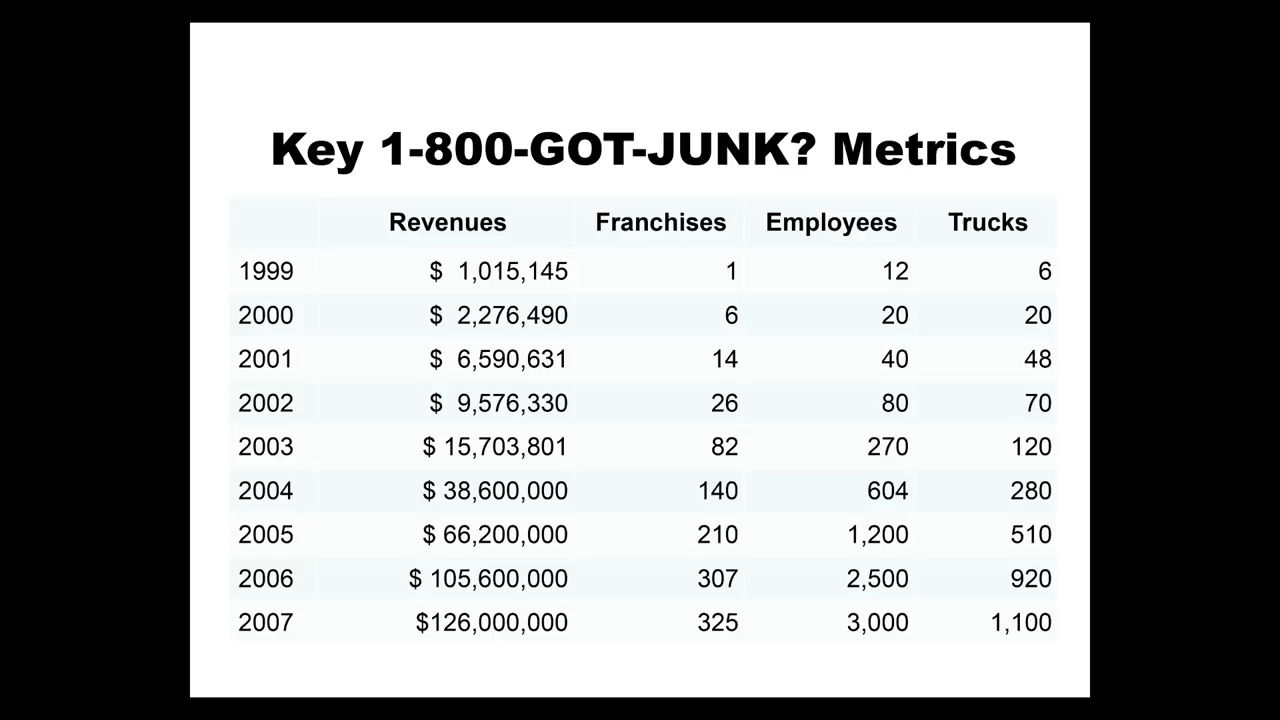 Key 1-800-GOT-JUNK? Metrics
Revenues Franchises Employees Trucks
1999 $ 1,015,145 1 12 6
2000 $ 2,276,490 6 20 20
2001 $ 6,590,631 14 40 48
2002 $ 9,576,330 26 80 70
2003 $ 15,703,801 82 270 120
2004 $ 38,600,000 140 604 280
2005 $ 66,200,000 210 1,200 510
2006 $ 105,600,000 307 2,500 920
2007 $126,000,000 325 3,000 1,100